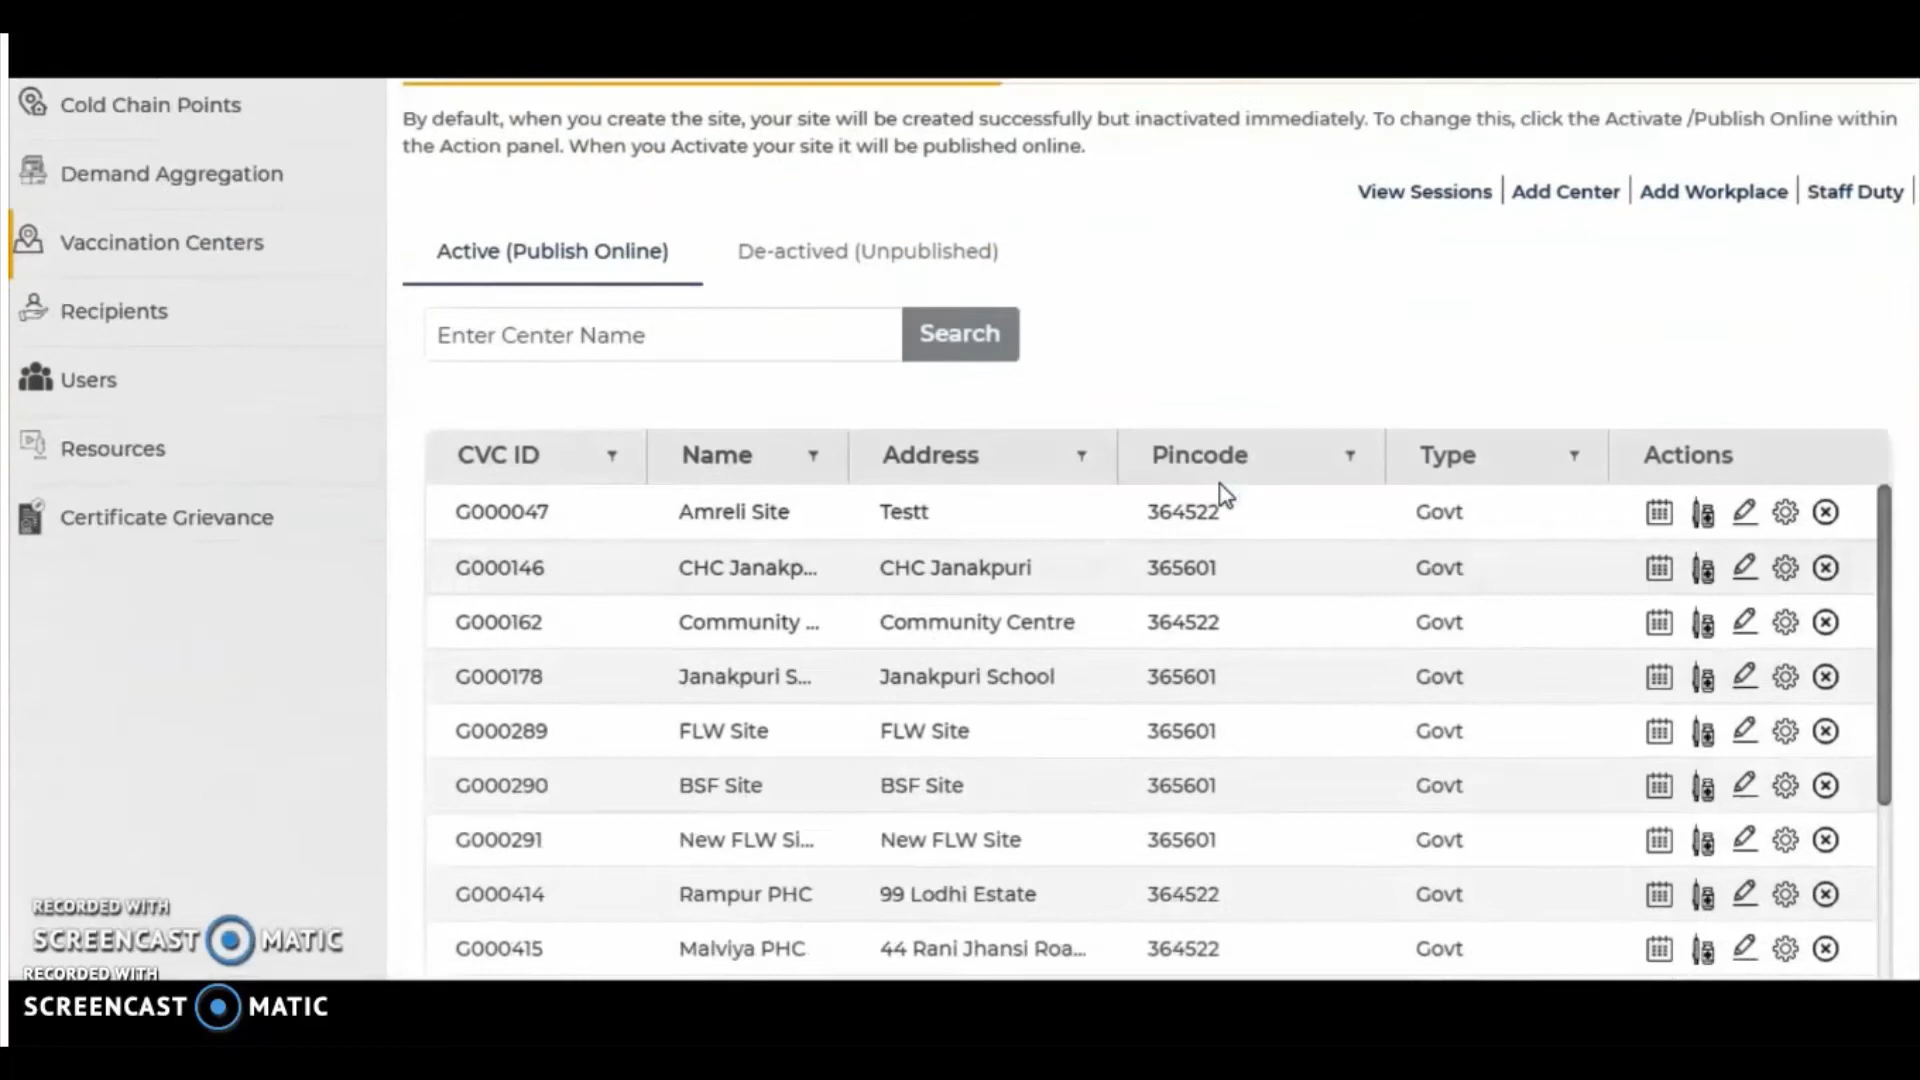 Cold Chain Points
Demand Aggregation
Vaccination Centers
Recipients
Users
Resources
Certificate Grievance
By default, when you create the site, your site will be created successfully but inactivated immediately. To change this, click the Activate /Publish Online within
the Action panel. When you Activate your site it will be published online.
View Sessions | Add Center | Add Workplace | Staff Duty |
Active (Publish Online) De-actived (Unpublished)
Enter Center Name Search
CVC ID Name Address Pincode Type Actions
G000047 Amreli Site Testt 364522 Govt
G000146 CHC Janakp... CHC Janakpuri 365601 Govt
G000162 Community ... Community Centre 364522 Govt
G000178 Janakpuri S... Janakpuri School 365601 Govt
G000289 FLW Site FLW Site 365601 Govt
G000290 BSF Site BSF Site 365601 Govt
G000291 New FLW Si... New FLW Site 365601 Govt
G000414 Rampur PHC 99 Lodhi Estate 364522 Govt
G000415 Malviya PHC 44 Rani Jhansi Roa... 364522 Govt
RECORDED WITH
SCREENCAST MATIC
RECORDED WITH
SCREENCAST MATIC